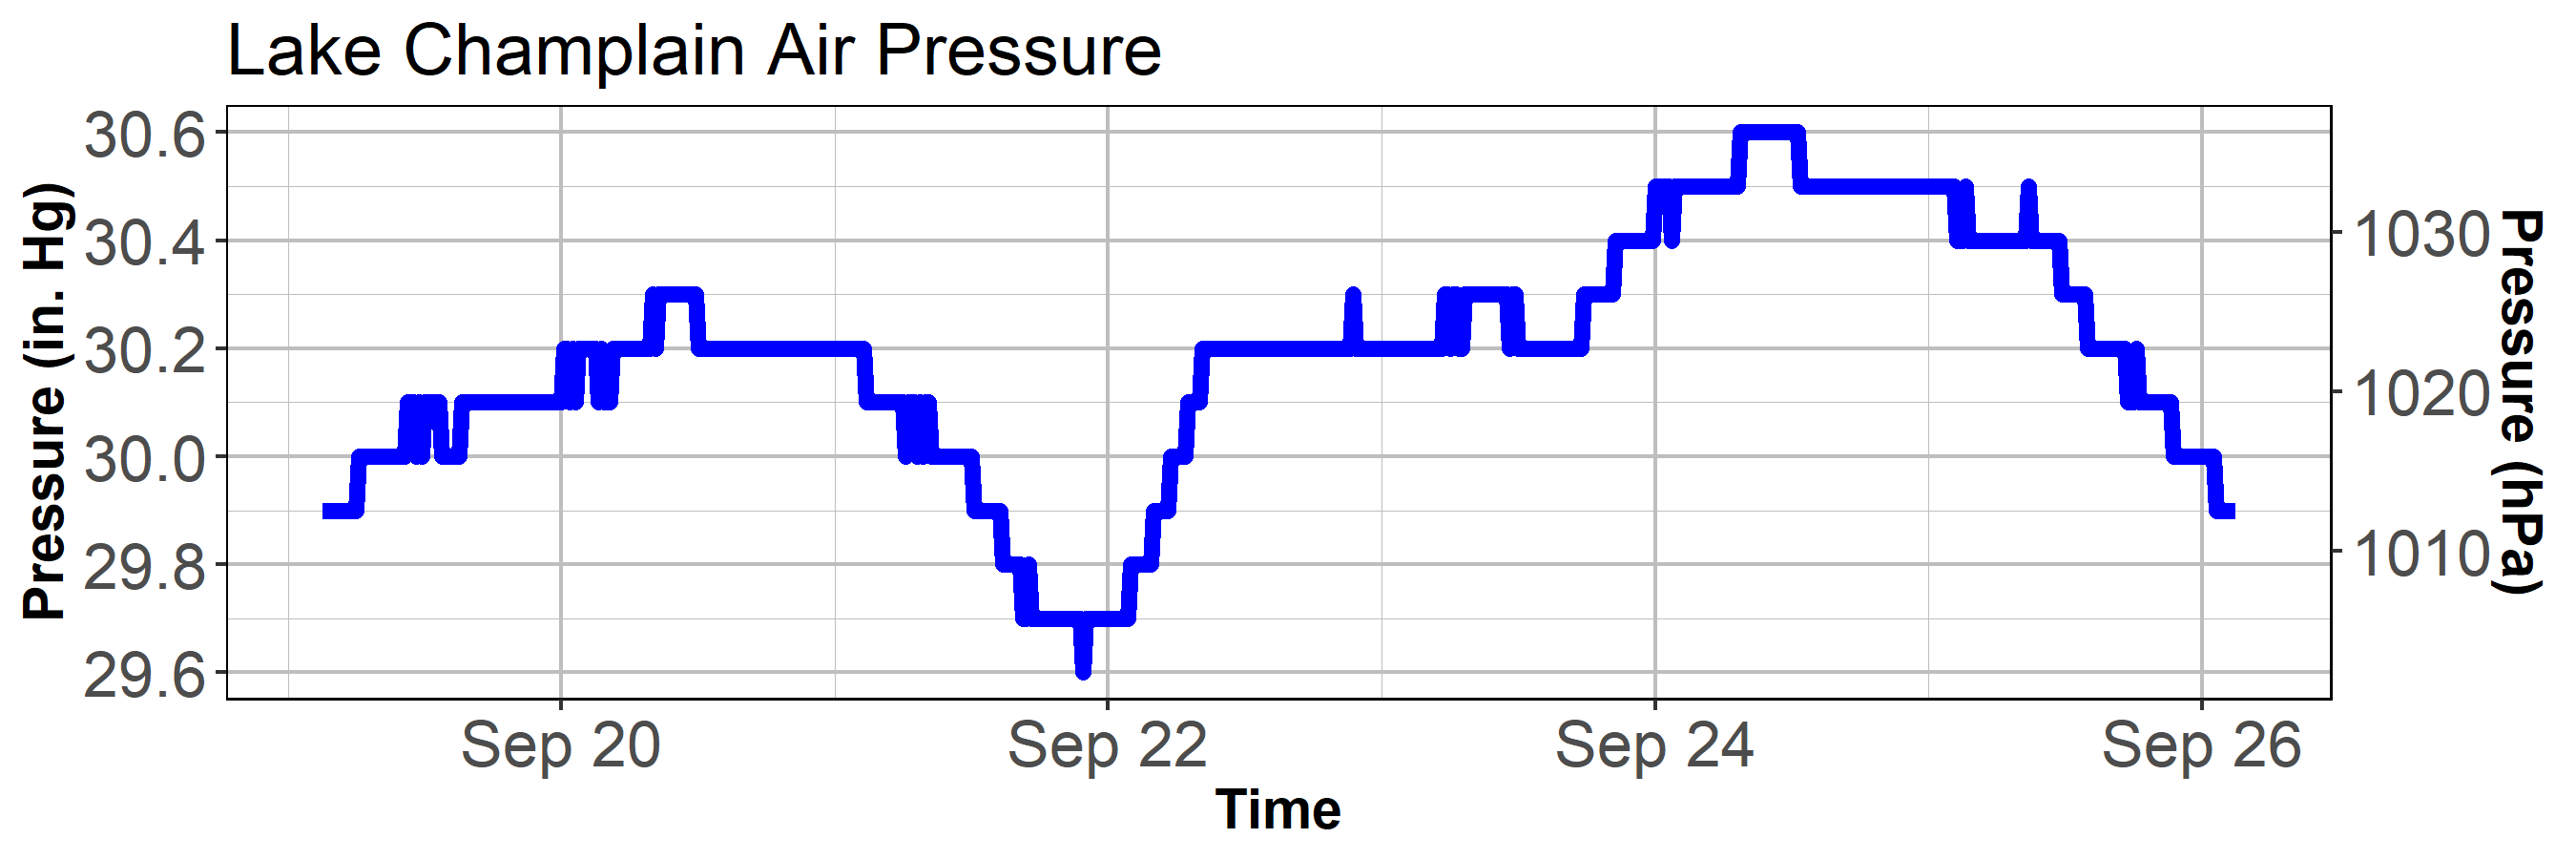 Lake Champlain Air Pressure
Pressure (in. Hg)
30.6
30.4
30.2
30.0
29.8
29.6
1030
1020
1010
Pressure (hPa)
Sep 20 Sep 22 Sep 24 Sep 26
Time